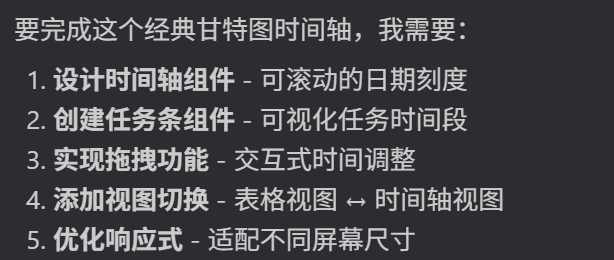 要完成这个经典甘特图时间轴，我需要：
1. 设计时间轴组件 - 可滚动的日期刻度
2. 创建任务条组件 - 可视化任务时间段
3. 实现拖拽功能 - 交互式时间调整
4. 添加视图切换 - 表格视图 ↔ 时间轴视图
5. 优化响应式 - 适配不同屏幕尺寸